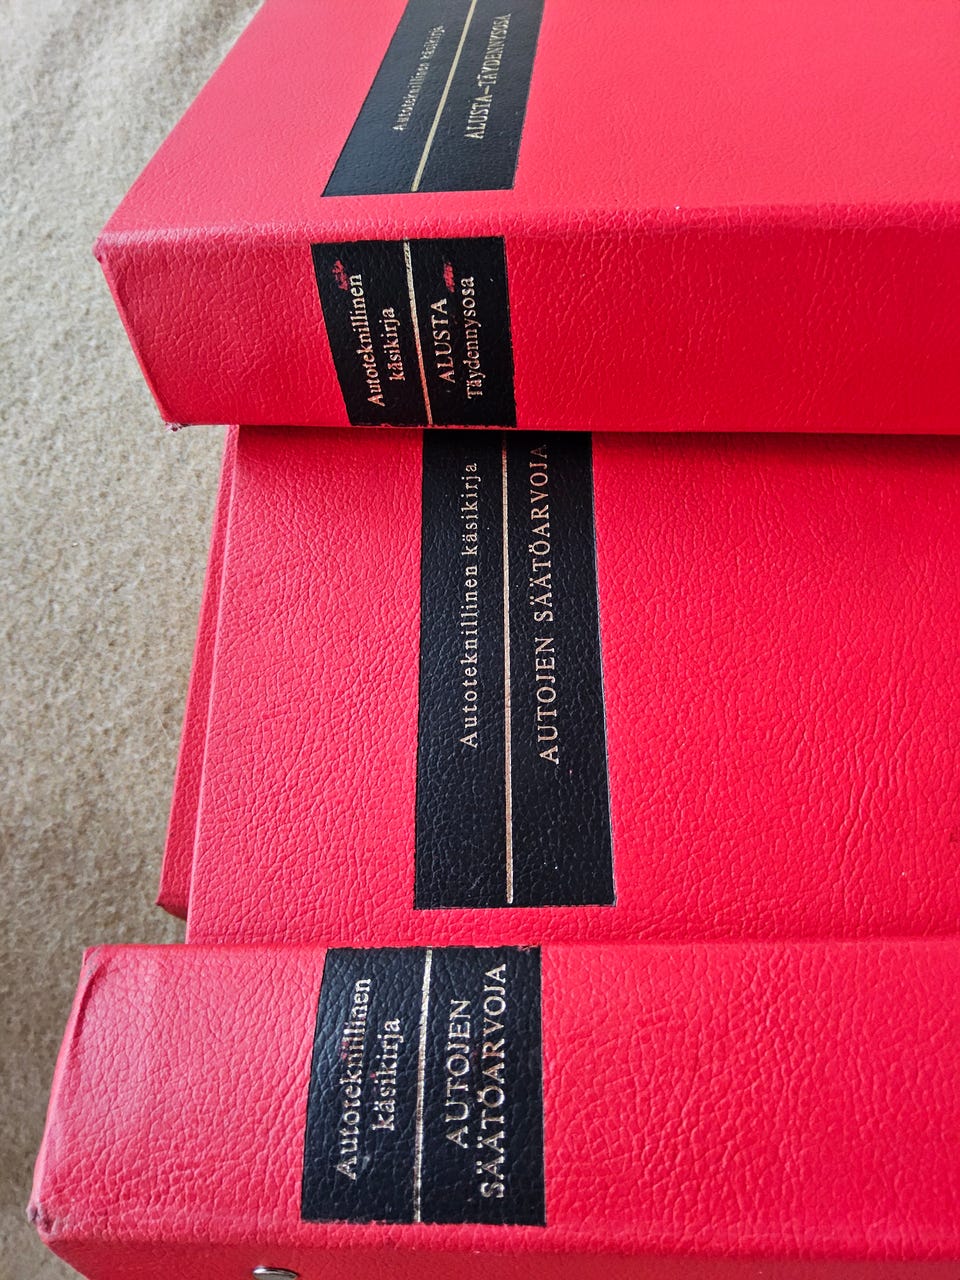 Autoteknillinen käsikirja
ALUSTA-TÄYDENNYSOSA
Autoteknillinen
käsikirja
ALUSTA
Täydennysosa
Autoteknillinen käsikirja
AUTOJEN SÄÄTÖARVOJA
Autoteknillinen
käsikirja
AUTOJEN
SÄÄTÖARVOJA